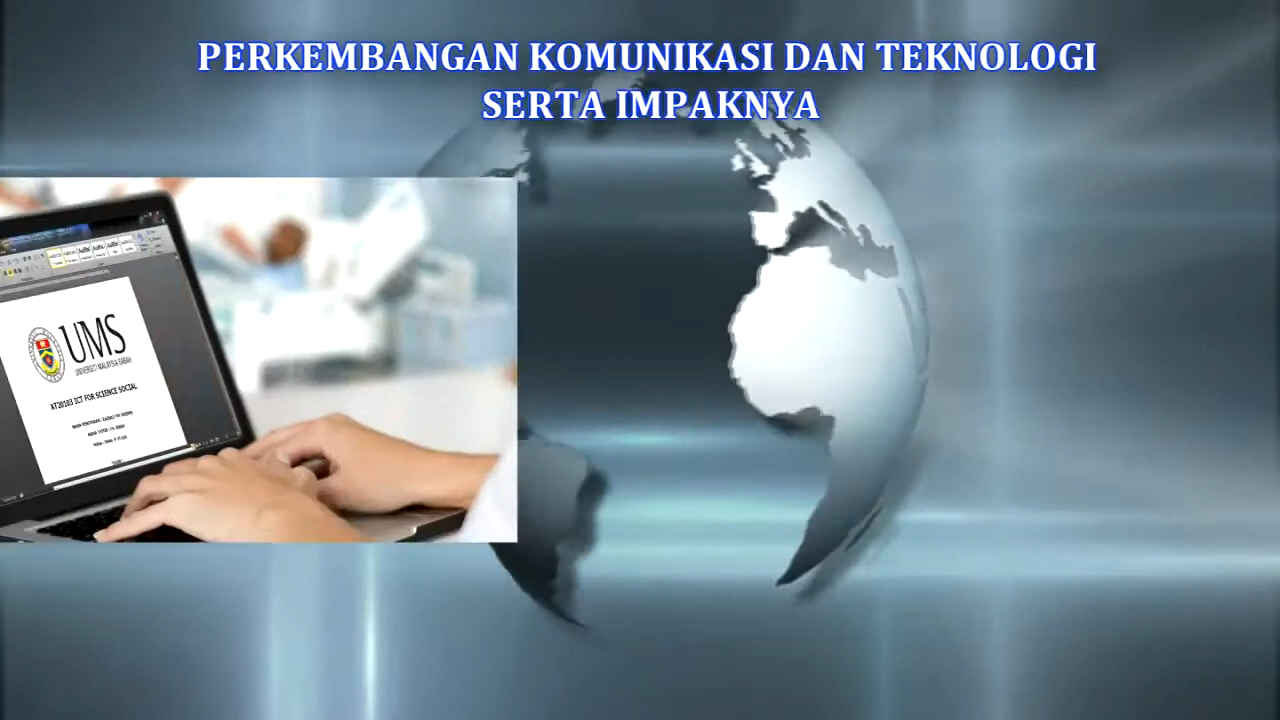 PERKEMBANGAN KOMUNIKASI DAN TEKNOLOGI
SERTA IMPAKNYA
UMS
UNIVERSITI MALAYSIA SABAH
AT20103 ICT FOR SCIENCE SOCIAL